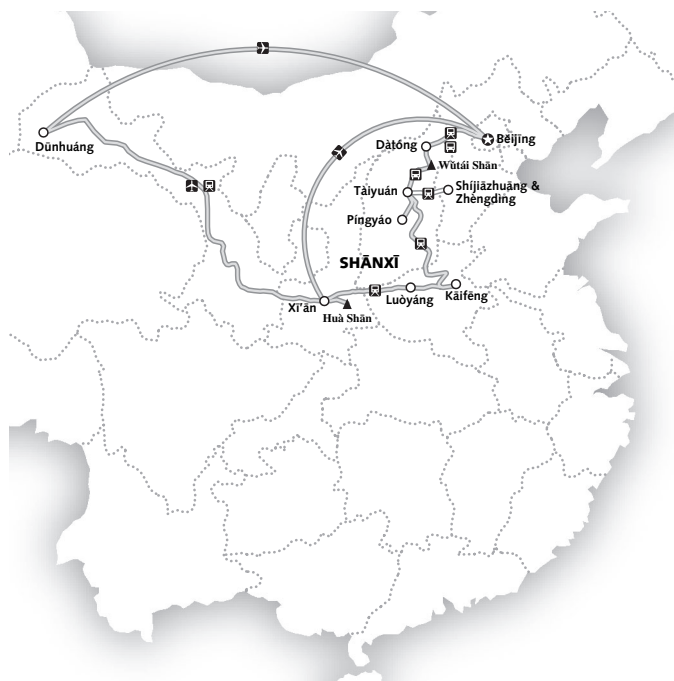 Dūnhuáng
Běijīng
Dàtóng
Wǔtái Shān
Tàiyuán
Shíjiāzhuāng &
Zhèngdìng
Píngyáo
SHĀNXĪ
Xī'ān
Huà Shān
Luòyáng
Kāifēng